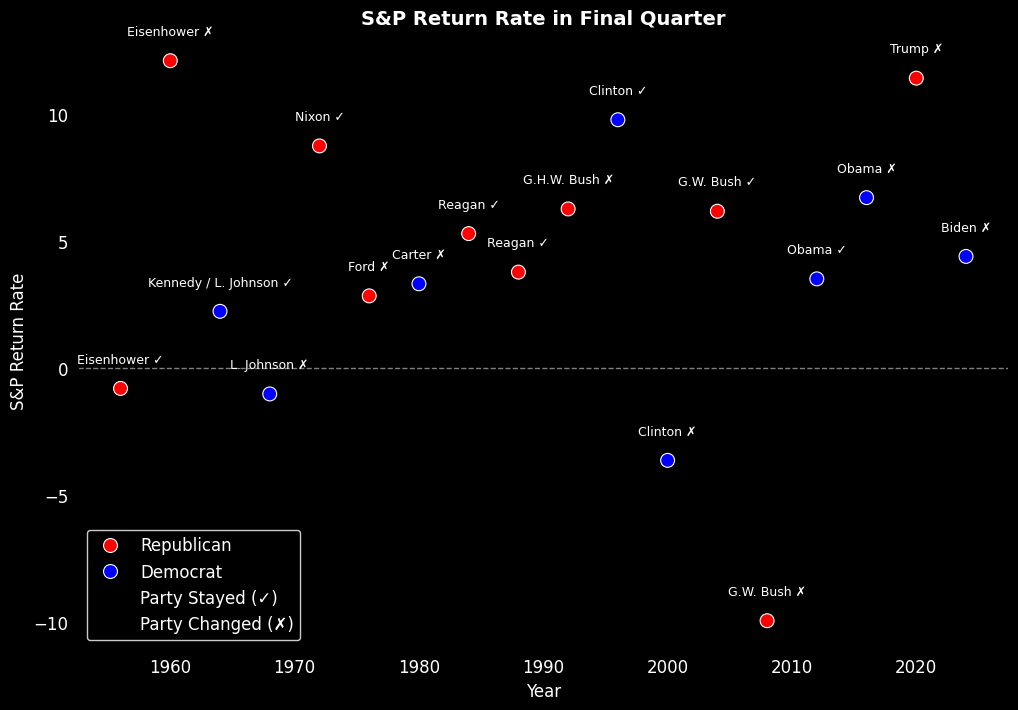 S&P Return Rate in Final Quarter
Eisenhower ✗
Trump ✗
Clinton ✓
Nixon ✓
G.H.W. Bush ✗
G.W. Bush ✓
Obama ✗
Reagan ✓
Reagan ✓
Carter ✗
Ford ✗
Obama ✓
Biden ✗
Kennedy / L. Johnson ✓
Eisenhower ✓
L. Johnson ✗
Clinton ✗
G.W. Bush ✗
10
5
0
−5
−10
S&P Return Rate
Republican
Democrat
Party Stayed (✓)
Party Changed (✗)
1960 1970 1980 1990 2000 2010 2020
Year